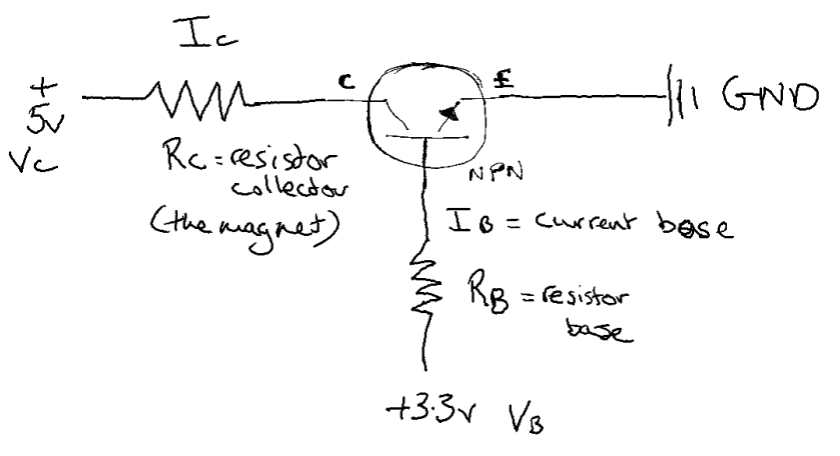 Ic
+
5v
Vc
C
E
GND
Rc = resistor
collector
(the magnet)
NPN
IB = current base
RB = resistor
base
+3.3v VB